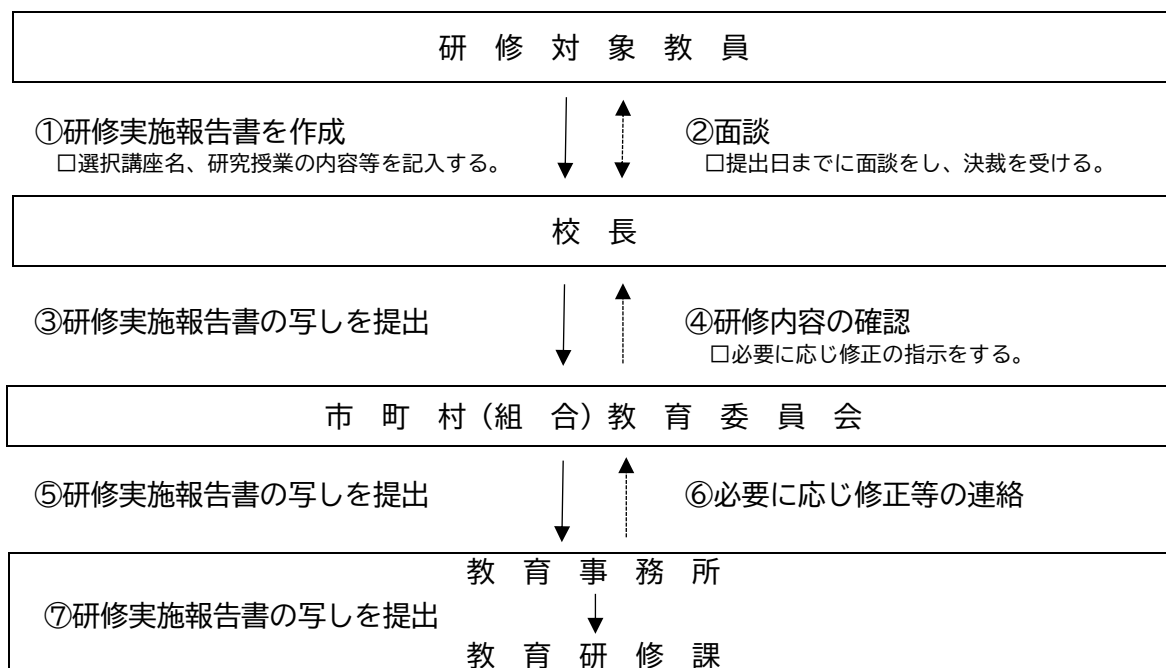 研 修 対 象 教 員
①研修実施報告書を作成
□選択講座名、研究授業の内容等を記入する。
②面談
□提出日までに面談をし、決裁を受ける。
校 長
③研修実施報告書の写しを提出
④研修内容の確認
□必要に応じ修正の指示をする。
市 町 村（組 合）教 育 委 員 会
⑤研修実施報告書の写しを提出
⑥必要に応じ修正等の連絡
教 育 事 務 所
⑦研修実施報告書の写しを提出
教 育 研 修 課